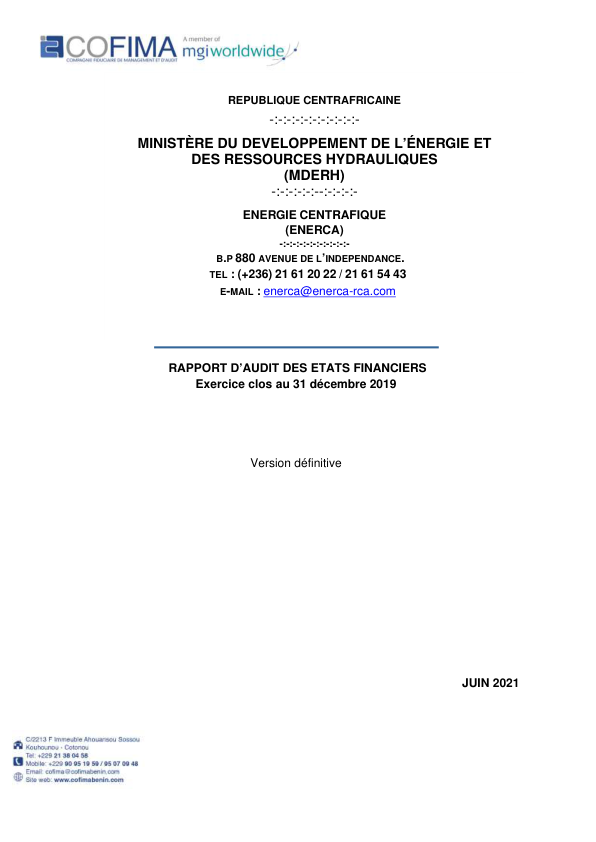 COFIMA
COMPAGNIE FIDUCIAIRE DE MANAGEMENT ET D'AUDIT
A member of
mgiworldwide
REPUBLIQUE CENTRAFRICAINE
-:-:-:-:-:-:-:-:-:-:-
MINISTÈRE DU DEVELOPPEMENT DE L'ÉNERGIE ET
DES RESSOURCES HYDRAULIQUES
(MDERH)
-:-:-:-:-:--:-:-:-:-
ENERGIE CENTRAFIQUE
(ENERCA)
-:-:-:-:-:-:-:-:-:-:-
B.P 880 AVENUE DE L'INDEPENDANCE.
TEL : (+236) 21 61 20 22 / 21 61 54 43
E-MAIL : enerca@enerca-rca.com
RAPPORT D'AUDIT DES ETATS FINANCIERS
Exercice clos au 31 décembre 2019
Version définitive
JUIN 2021
C/2213 F Immeuble Ahouansou Sossou
Kouhounou - Cotonou
Tel: +229 21 38 04 58
Mobile: +229 90 95 19 59 / 95 07 09 48
Email: cofima@cofimabenin.com
Site web: www.cofimabenin.com